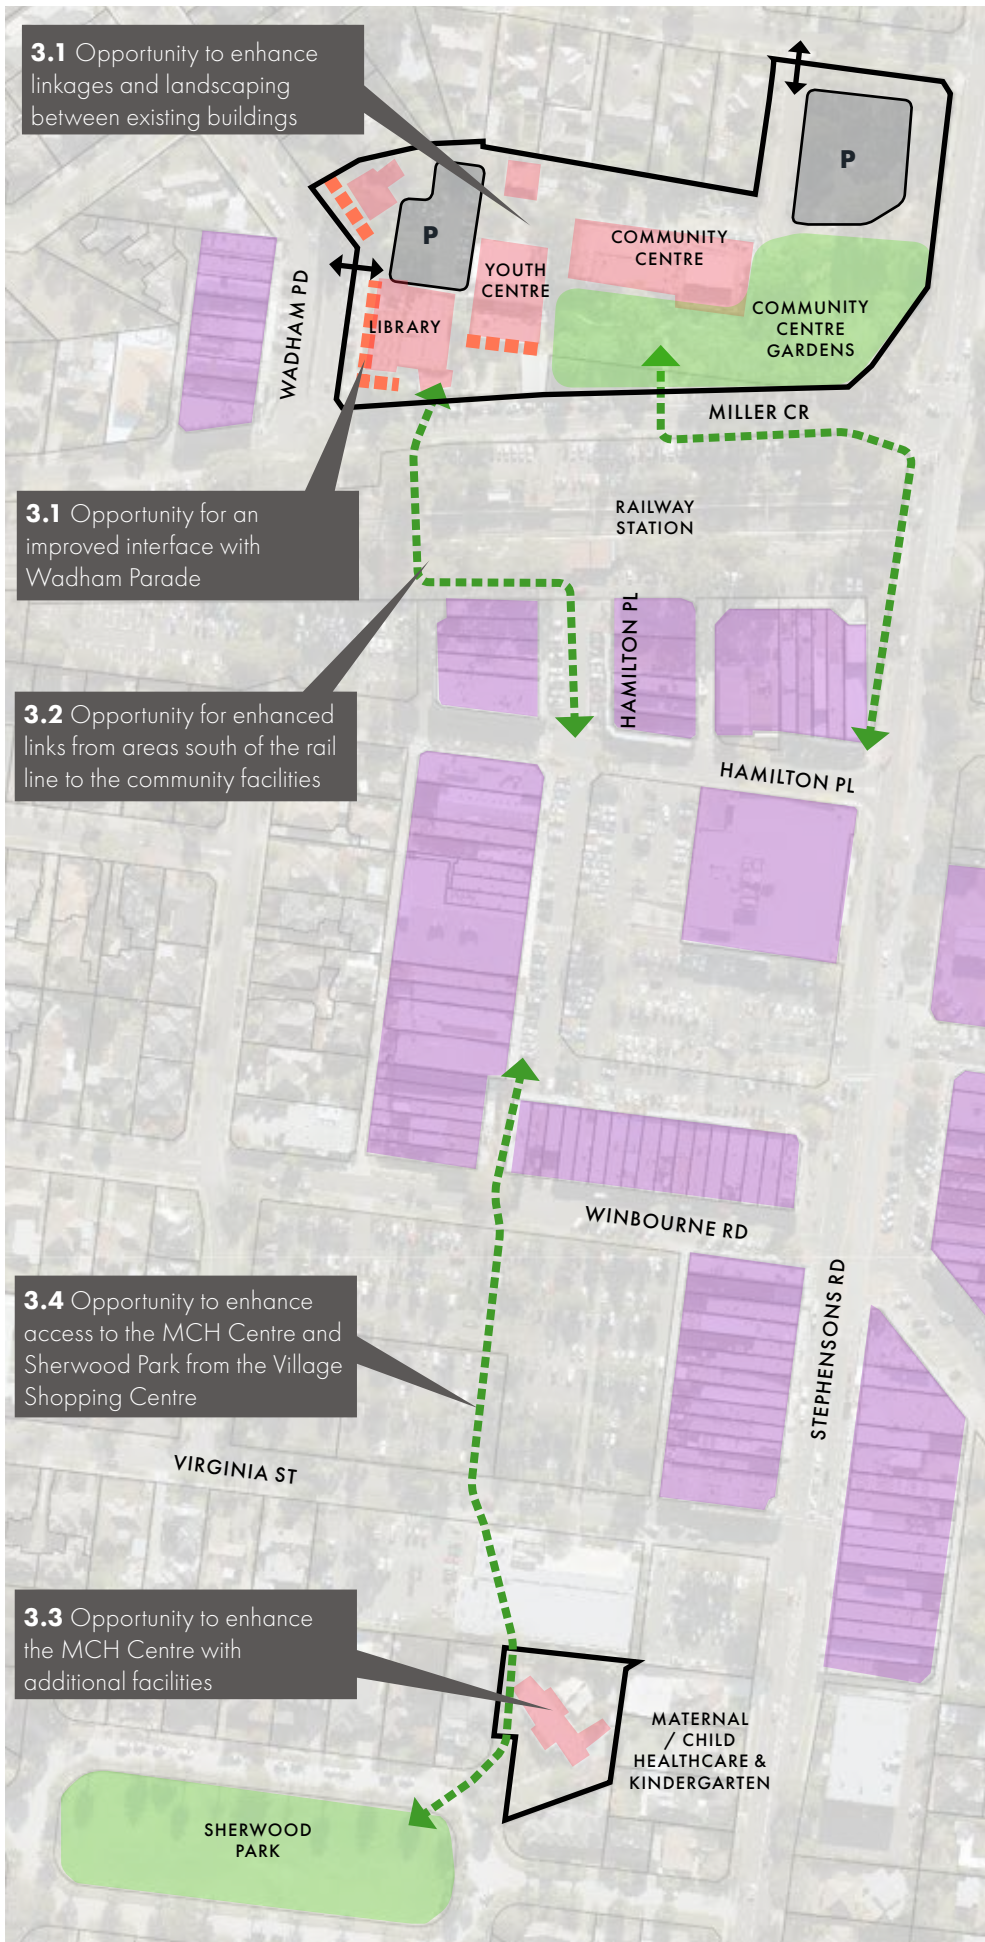 3.1 Opportunity to enhance
linkages and landscaping
between existing buildings
P
P
COMMUNITY
CENTRE
YOUTH
CENTRE
LIBRARY
COMMUNITY
CENTRE
GARDENS
WADHAM PD
MILLER CR
3.1 Opportunity for an
improved interface with
Wadham Parade
RAILWAY
STATION
HAMILTON PL
3.2 Opportunity for enhanced
links from areas south of the rail
line to the community facilities
HAMILTON PL
WINBOURNE RD
STEPHENSONS RD
3.4 Opportunity to enhance
access to the MCH Centre and
Sherwood Park from the Village
Shopping Centre
VIRGINIA ST
3.3 Opportunity to enhance
the MCH Centre with
additional facilities
MATERNAL
/ CHILD
HEALTHCARE &
KINDERGARTEN
SHERWOOD
PARK